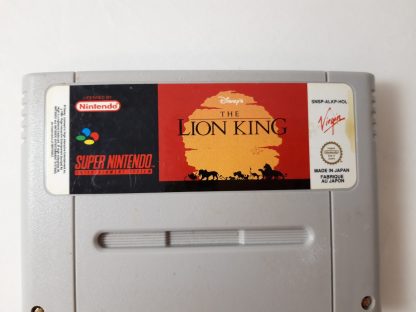 LICENSED BY
Nintendo
SUPER NINTENDO
ENTERTAINMENT SYSTEM
Disney's
THE
LION KING
SNSP-ALKP-HOL
Virgin
MADE IN JAPAN
FABRIQUE
AU JAPON